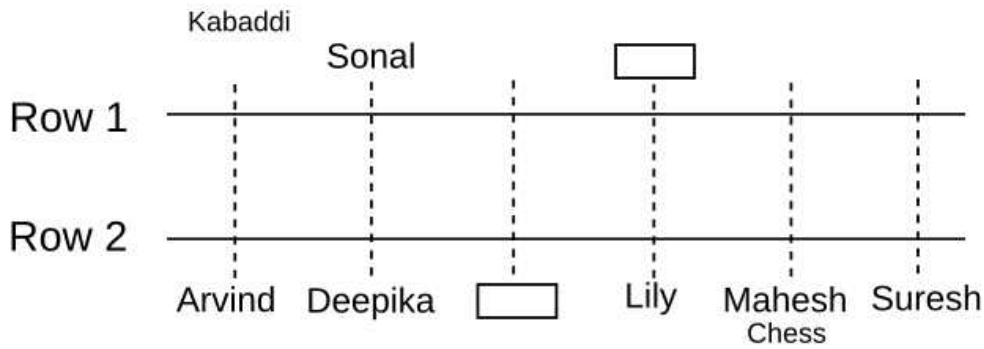 Kabaddi
Sonal
Row 1
Row 2
Arvind Deepika Lily Mahesh Suresh
Chess